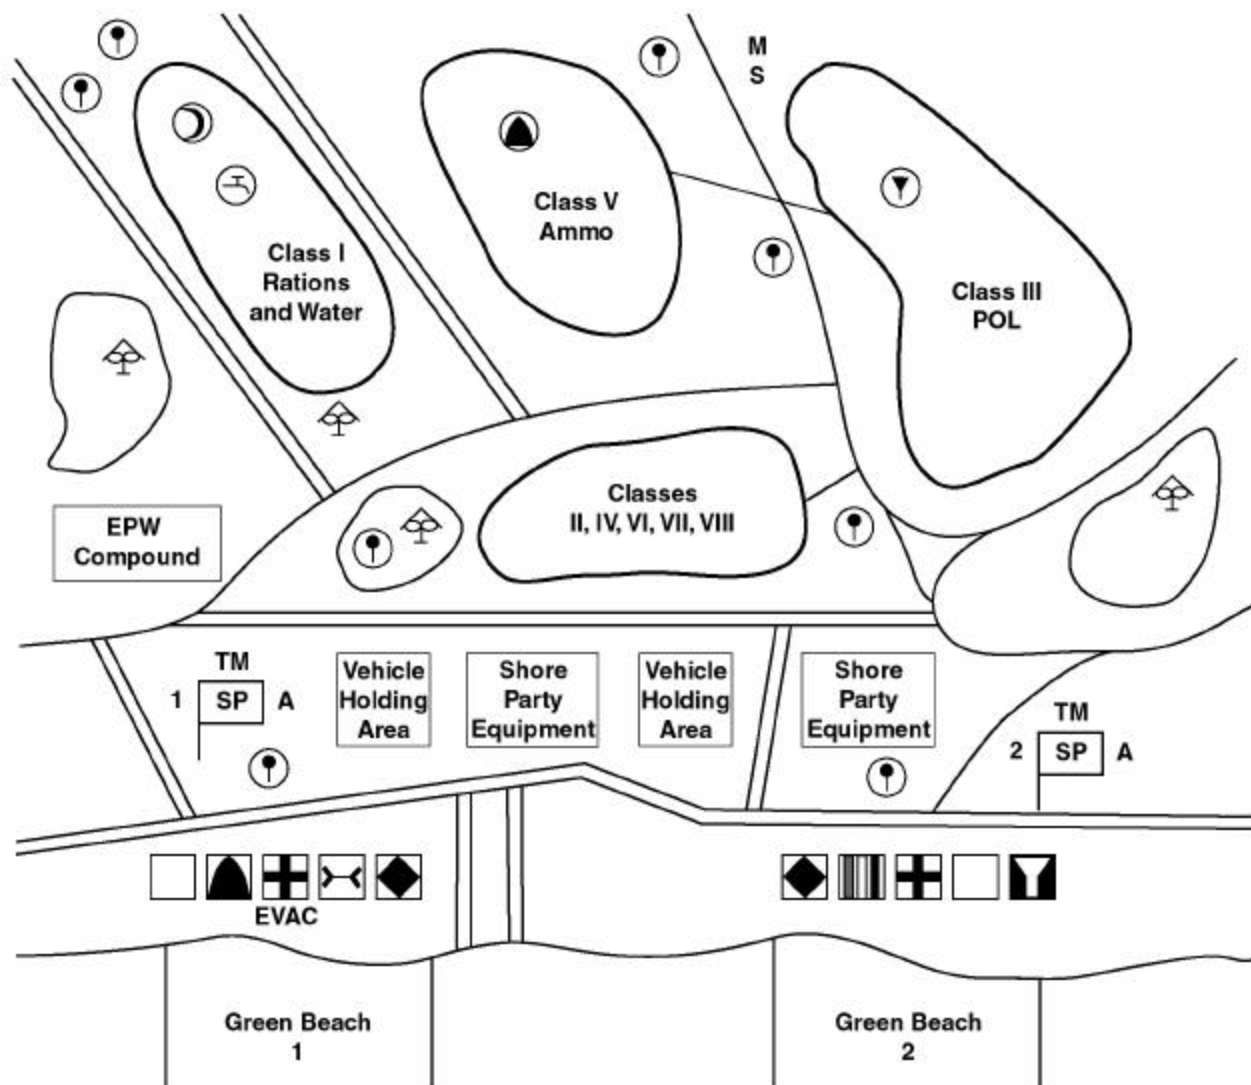 M
S
Class V
Ammo
Class I
Rations
and Water
Class III
POL
Classes
II, IV, VI, VII, VIII
EPW
Compound
TM
1 SP A
Vehicle
Holding
Area
Shore
Party
Equipment
Vehicle
Holding
Area
Shore
Party
Equipment
TM
2 SP A
EVAC
Green Beach
1
Green Beach
2